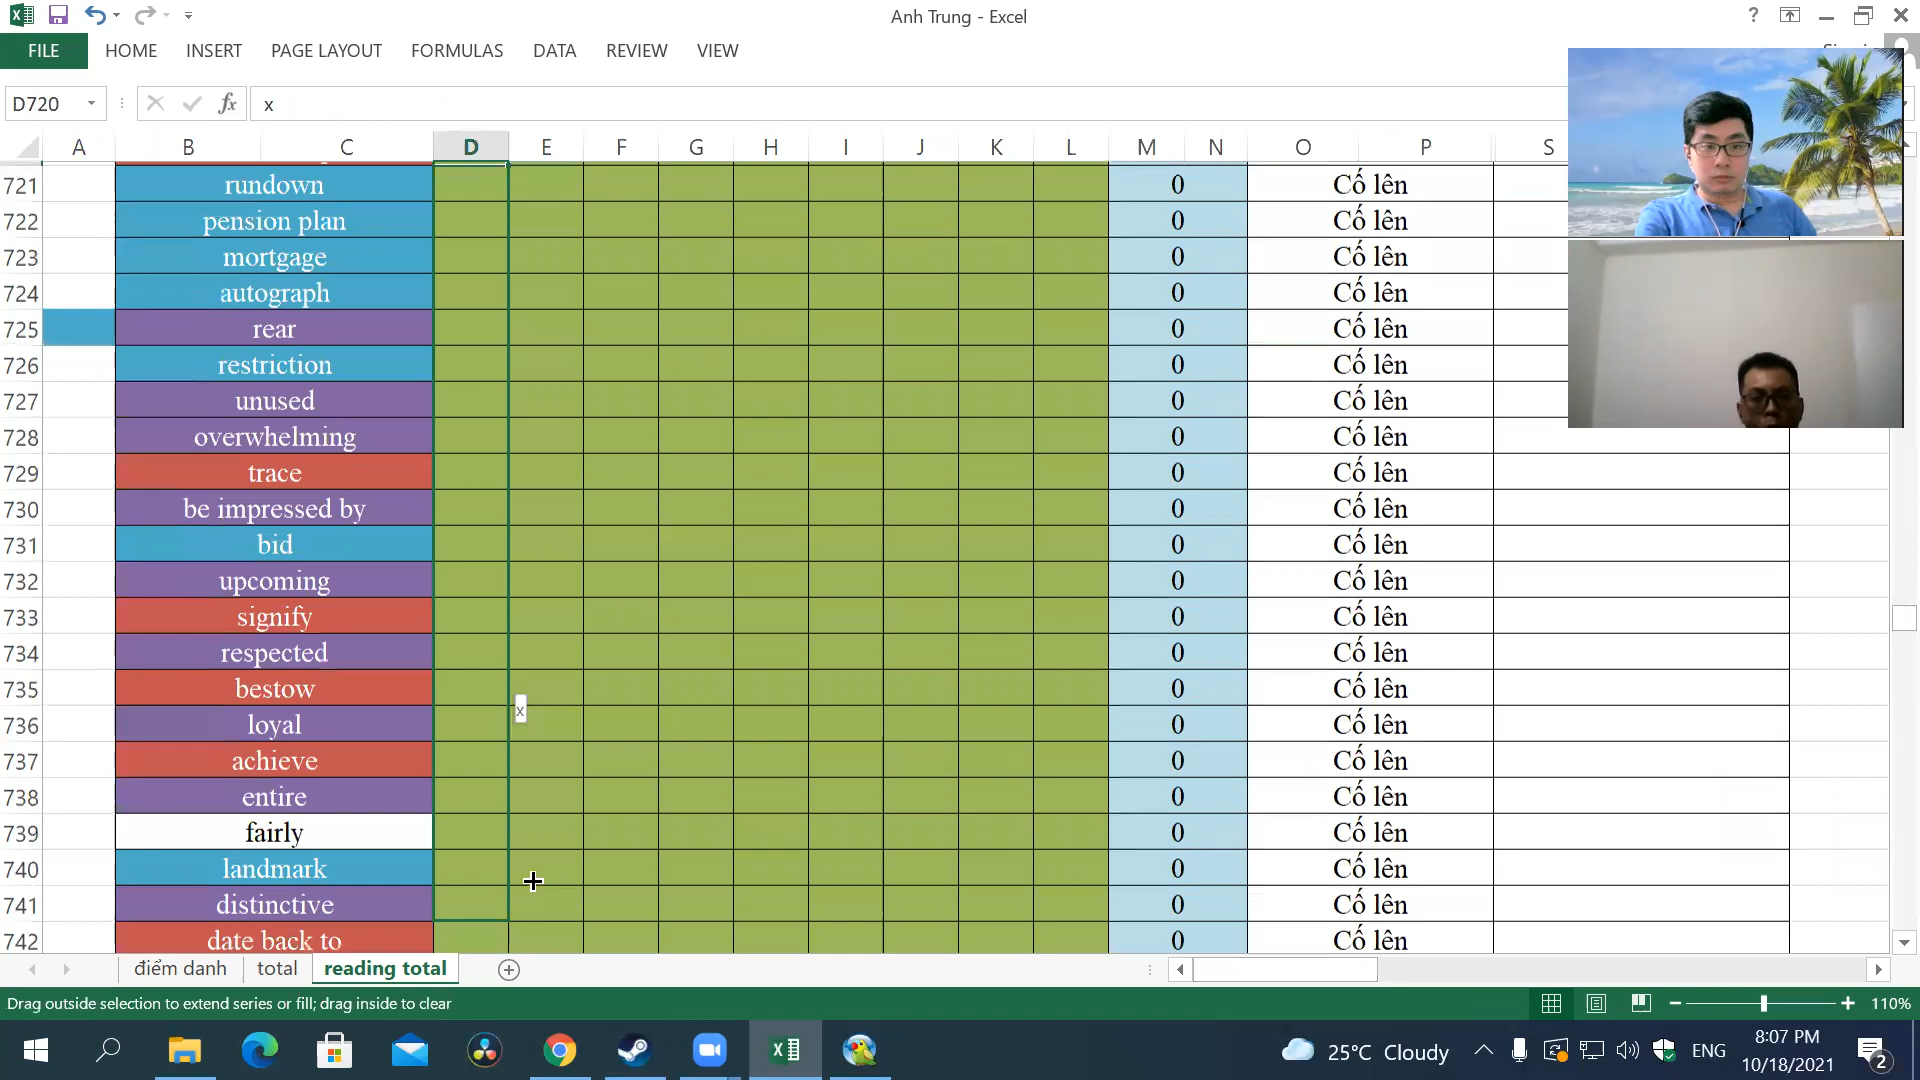 Anh Trung - Excel
FILE HOME INSERT PAGE LAYOUT FORMULAS DATA REVIEW VIEW
D720 fx x
A B C D E F G H I J K L M N O P S
721 rundown 0 Cố lên
722 pension plan 0 Cố lên
723 mortgage 0 Cố lên
724 autograph 0 Cố lên
725 rear 0 Cố lên
726 restriction 0 Cố lên
727 unused 0 Cố lên
728 overwhelming 0 Cố lên
729 trace 0 Cố lên
730 be impressed by 0 Cố lên
731 bid 0 Cố lên
732 upcoming 0 Cố lên
733 signify 0 Cố lên
734 respected 0 Cố lên
735 bestow 0 Cố lên
x
736 loyal 0 Cố lên
737 achieve 0 Cố lên
738 entire 0 Cố lên
739 fairly 0 Cố lên
740 landmark 0 Cố lên
741 distinctive 0 Cố lên
742 date back to 0 Cố lên
điểm danh total reading total
Drag outside selection to extend series or fill; drag inside to clear 110%
25°C Cloudy ENG 8:07 PM
10/18/2021 2